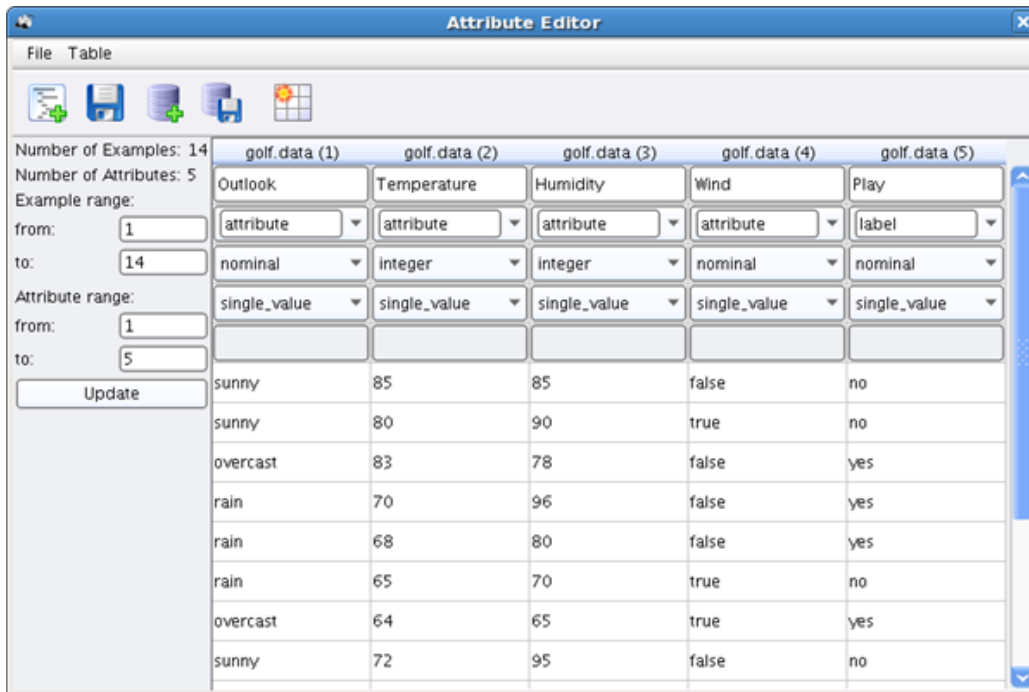 Attribute Editor
File Table
Number of Examples: 14
Number of Attributes: 5
Example range:
from: 1
to: 14
Attribute range:
from: 1
to: 5
Update
golf.data (1) golf.data (2) golf.data (3) golf.data (4) golf.data (5)
Outlook Temperature Humidity Wind Play
attribute attribute attribute attribute label
nominal integer integer nominal nominal
single_value single_value single_value single_value single_value
sunny 85 85 false no
sunny 80 90 true no
overcast 83 78 false yes
rain 70 96 false yes
rain 68 80 false yes
rain 65 70 true no
overcast 64 65 true yes
sunny 72 95 false no